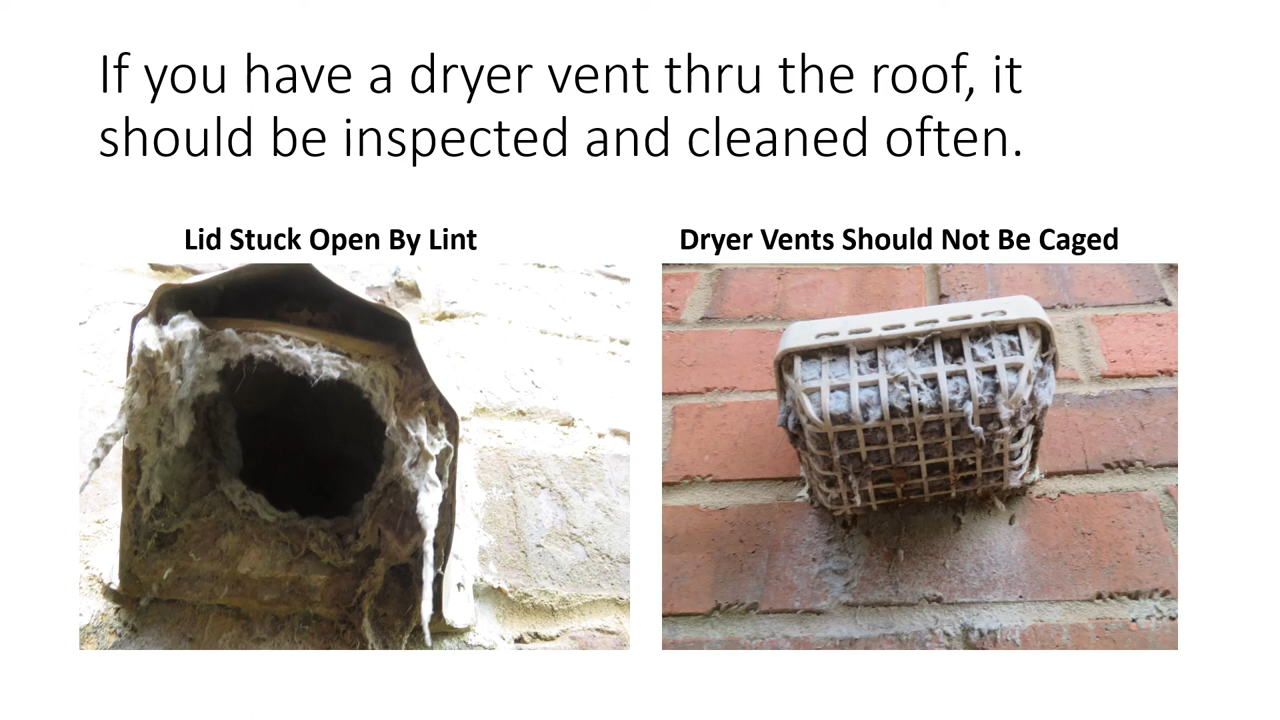 If you have a dryer vent thru the roof, it
should be inspected and cleaned often.
Lid Stuck Open By Lint
Dryer Vents Should Not Be Caged